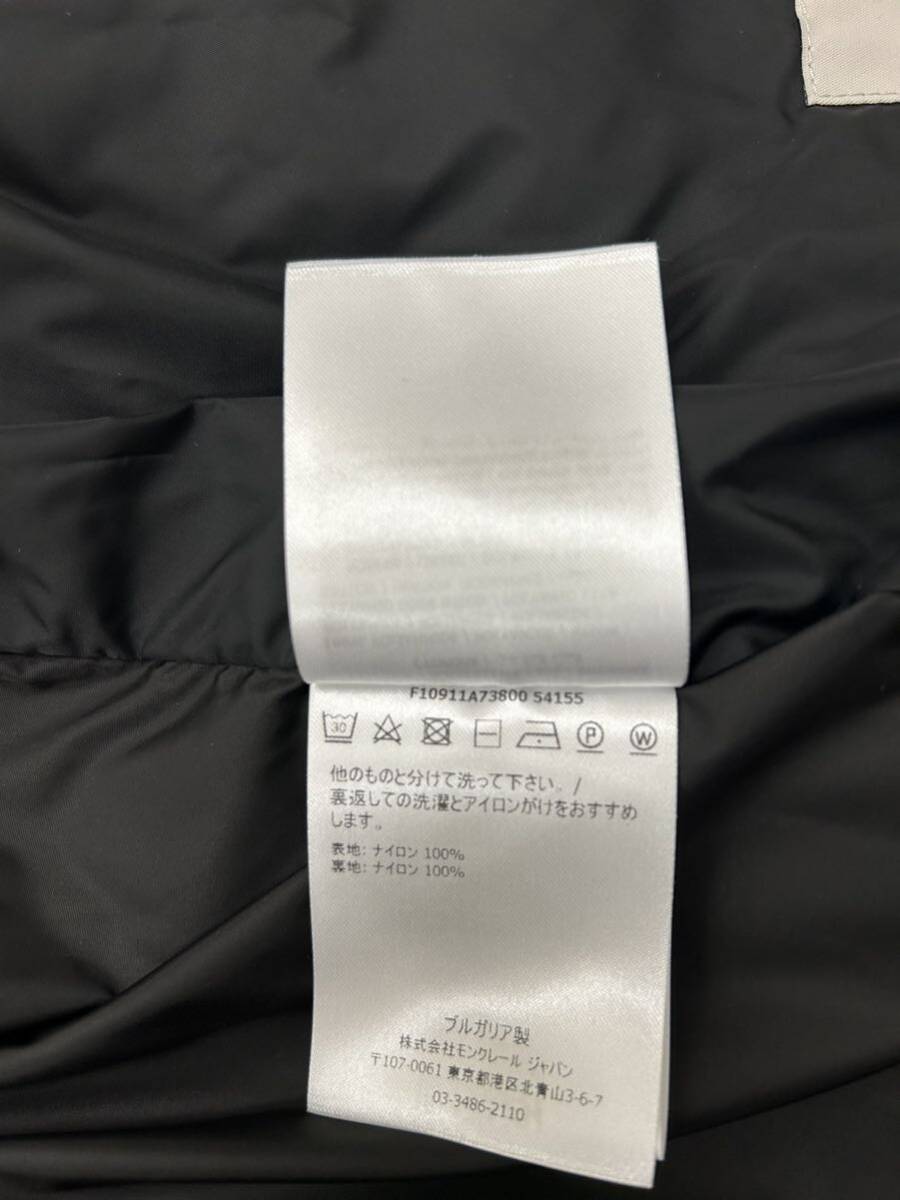 F10911A73800 54155
30
P
W
他のものと分けて洗って下さい。/
裏返しての洗濯とアイロンがけをおすすめ
します。
表地: ナイロン 100%
裏地: ナイロン 100%
ブルガリア製
株式会社モンクレール ジャパン
〒107-0061 東京都港区北青山3-6-7
03-3486-2110